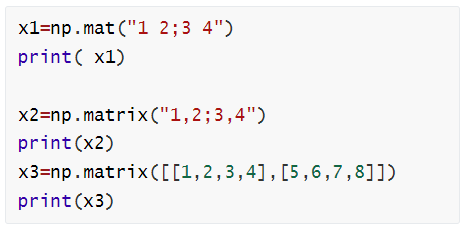 x1=np.mat("1 2;3 4")
print( x1)

x2=np.matrix("1,2;3,4")
print(x2)
x3=np.matrix([[1,2,3,4],[5,6,7,8]])
print(x3)